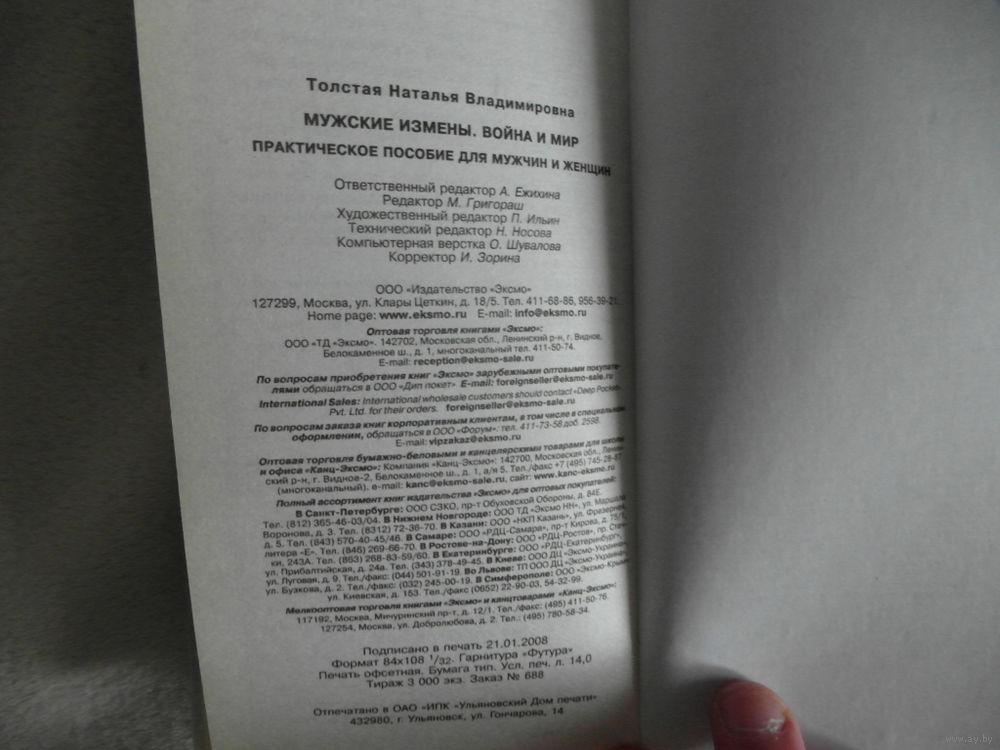 Толстая Наталья Владимировна
МУЖСКИЕ ИЗМЕНЫ. ВОЙНА И МИР
ПРАКТИЧЕСКОЕ ПОСОБИЕ ДЛЯ МУЖЧИН И ЖЕНЩИН
Ответственный редактор А. Ежихина
Редактор М. Григораш
Художественный редактор П. Ильин
Технический редактор Н. Носова
Компьютерная верстка О. Шувалова
Корректор И. Зорина
ООО «Издательство «Эксмо»
127299, Москва, ул. Клары Цеткин, д. 18/5. Тел. 411-68-86, 956-39-21.
Home page: www.eksmo.ru E-mail: info@eksmo.ru
Оптовая торговля книгами «Эксмо»:
ООО «ТД «Эксмо». 142702, Московская обл., Ленинский р-н, г. Видное,
Белокаменное ш., д. 1, многоканальный тел. 411-50-74.
E-mail: reception@eksmo-sale.ru
По вопросам приобретения книг «Эксмо» зарубежными оптовыми покупате-
лями обращаться в ООО «Дип покет» E-mail: foreignseller@eksmo-sale.ru
International Sales: International wholesale customers should contact «Deep Pocket»
Pvt. Ltd. for their orders. foreignseller@eksmo-sale.ru
По вопросам заказа книг корпоративным клиентам, в том числе в специальном
оформлении, обращаться в ООО «Форум»: тел. 411-73-58 доб. 2598.
E-mail: vipzakaz@eksmo.ru
Оптовая торговля бумажно-беловыми и канцелярскими товарами для школы
и офиса «Канц-Эксмо»: Компания «Канц-Эксмо»: 142700, Московская обл., Ленин-
ский р-н, г. Видное-2, Белокаменное ш., д. 1, а/я 5. Тел./факс +7 (495) 745-28-87
(многоканальный). e-mail: kanc@eksmo-sale.ru, сайт: www.kanc-eksmo.ru
Полный ассортимент книг издательства «Эксмо» для оптовых покупателей:
В Санкт-Петербурге: ООО СЗКО, пр-т Обуховской Обороны, д. 84Е.
Тел. (812) 365-46-03/04. В Нижнем Новгороде: ООО ТД «Эксмо НН», ул. Маршала
Воронова, д. 3. Тел. (8312) 72-36-70. В Казани: ООО «НКП Казань», ул. Фрезерная,
д. 5. Тел. (843) 570-40-45/46. В Самаре: ООО «РДЦ-Самара», пр-т Кирова, д. 75/1,
литера «Е». Тел. (846) 269-66-70. В Ростове-на-Дону: ООО «РДЦ-Ростов», пр. Стач-
ки, 243А. Тел. (863) 268-83-59/60. В Екатеринбурге: ООО «РДЦ-Екатеринбург»,
ул. Прибалтийская, д. 24а. Тел. (343) 378-49-45. В Киеве: ООО ДЦ «Эксмо-Украина»,
ул. Луговая, д. 9. Тел./факс: (044) 501-91-19. Во Львове: ТП ООО ДЦ «Эксмо-Украина»,
ул. Бузкова, д. 2. Тел./факс: (032) 245-00-19. В Симферополе: ООО «Эксмо-Крым»
ул. Киевская, д. 153. Тел./факс (0652) 22-90-03, 54-32-99.
Мелкооптовая торговля книгами «Эксмо» и канцтоварами «Канц-Эксмо»:
117192, Москва, Мичуринский пр-т, д. 12/1. Тел./факс: (495) 411-50-76.
127254, Москва, ул. Добролюбова, д. 2. Тел.: (495) 780-58-34.
Подписано в печать 21.01.2008
Формат 84x108 1/32. Гарнитура «Футура»
Печать офсетная. Бумага тип. Усл. печ. л. 14,0
Тираж 3 000 экз. Заказ № 688
Отпечатано в ОАО «ИПК «Ульяновский Дом печати»
432980, г. Ульяновск, ул. Гончарова, 14
www.ay.by